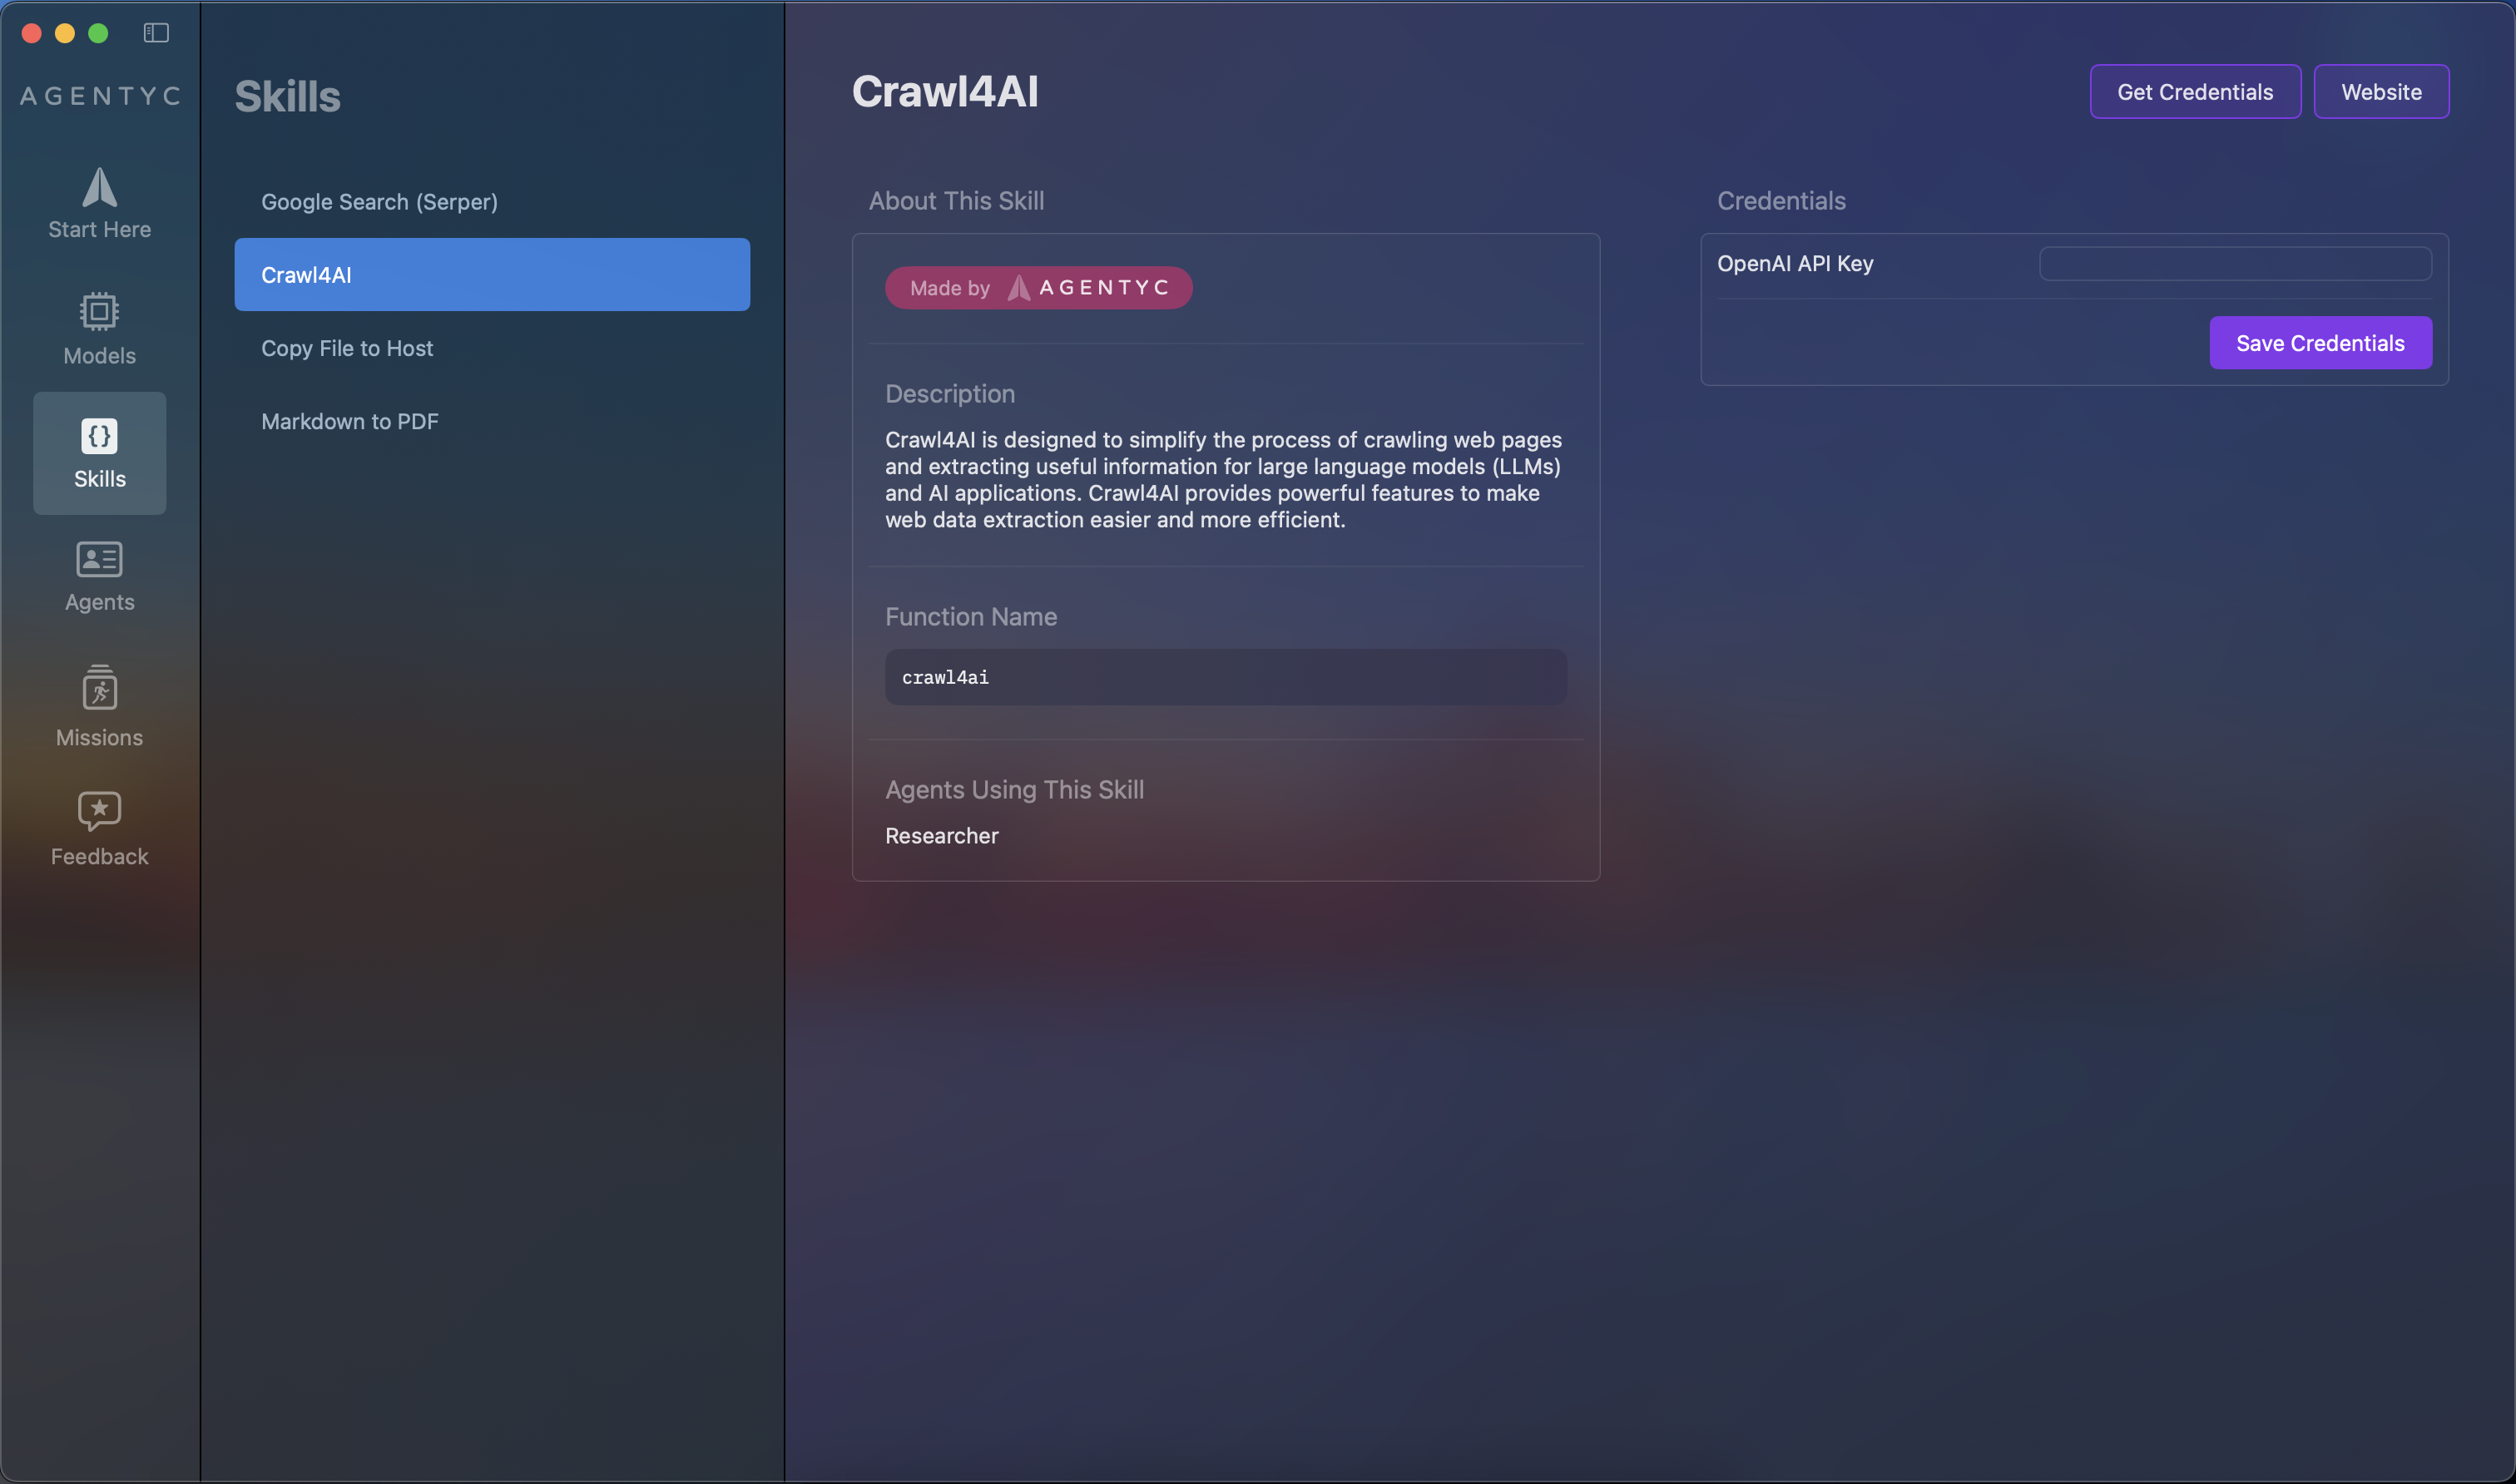 AGENTYC
Start Here
Models
Skills
Agents
Missions
Feedback
Skills
Google Search (Serper)
Crawl4AI
Copy File to Host
Markdown to PDF
Crawl4AI
Get Credentials
Website
About This Skill
Made by AGENTYC
Description
Crawl4AI is designed to simplify the process of crawling web pages
and extracting useful information for large language models (LLMs)
and AI applications. Crawl4AI provides powerful features to make
web data extraction easier and more efficient.
Function Name
crawl4ai
Agents Using This Skill
Researcher
Credentials
OpenAI API Key
Save Credentials